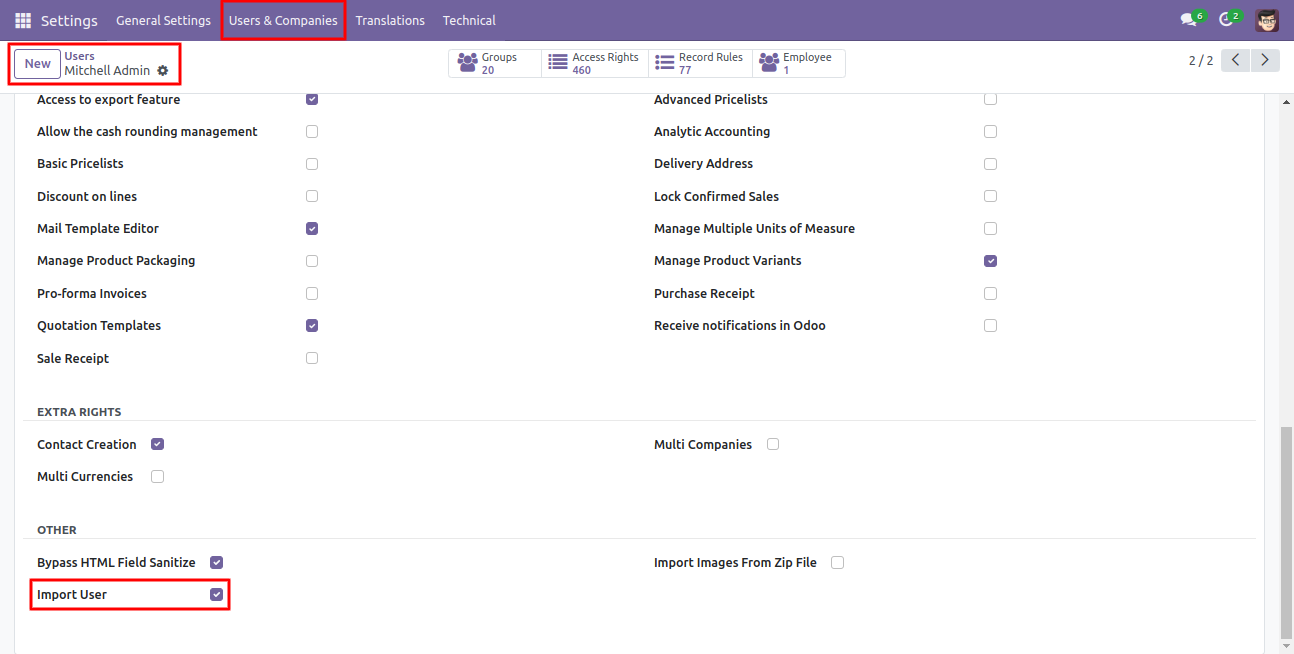 Settings General Settings Users & Companies Translations Technical 6 2
New Users Mitchell Admin
Groups 20 Access Rights 460 Record Rules 77 Employee 1 2 / 2
Access to export feature Advanced Pricelists
Allow the cash rounding management Analytic Accounting
Basic Pricelists Delivery Address
Discount on lines Lock Confirmed Sales
Mail Template Editor Manage Multiple Units of Measure
Manage Product Packaging Manage Product Variants
Pro-forma Invoices Purchase Receipt
Quotation Templates Receive notifications in Odoo
Sale Receipt
EXTRA RIGHTS
Contact Creation Multi Companies
Multi Currencies
OTHER
Bypass HTML Field Sanitize Import Images From Zip File
Import User